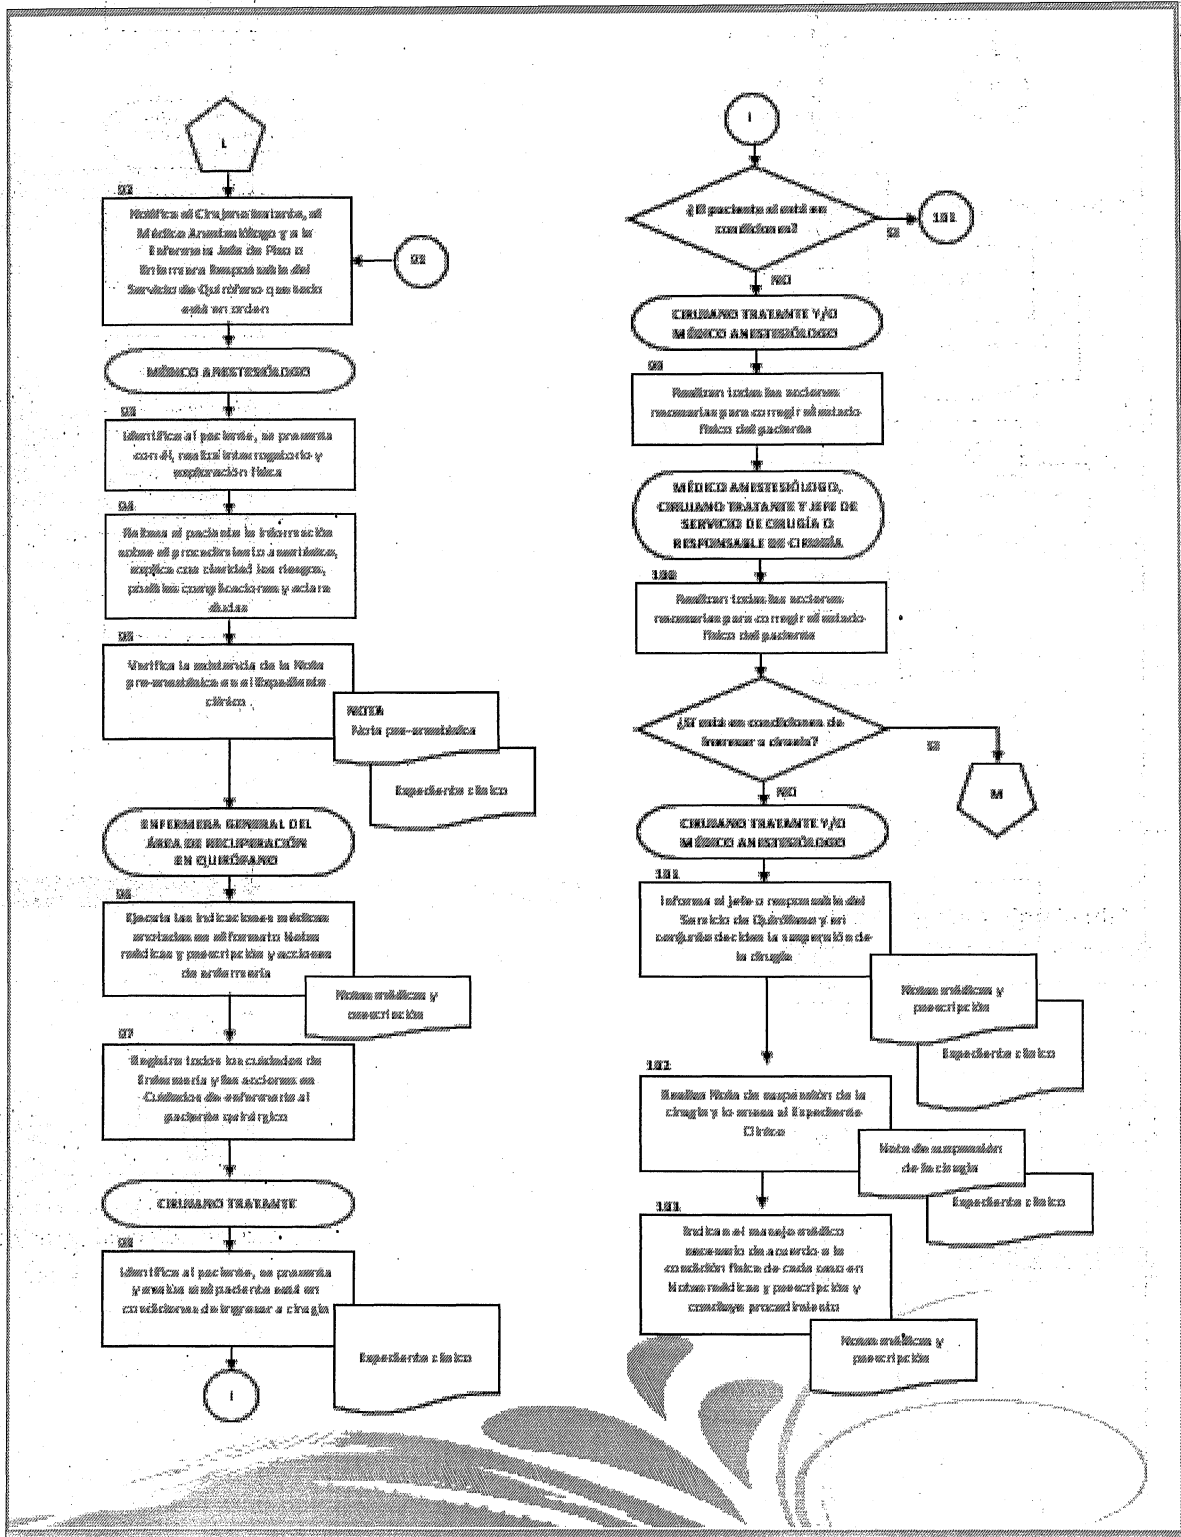 L
92
Notifica al Cirujano tratante, al
Médico Anestesiólogo y a la
Enfermera Jefe de Piso o
Enfermera Responsable del
Servicio de Quirófano que todo
está en orden
MÉDICO ANESTESIÓLOGO
93
Identifica al paciente, se presenta
con él, realiza interrogatorio y
exploración física
94
Reitera al paciente la información
sobre el procedimiento anestésico,
explica con claridad los riesgos,
posibles complicaciones y aclara
dudas
95
Verifica la existencia de la Nota
pre-anestésica en el Expediente
clínico
NOTA
Nota pre-anestésica
Expediente clínico
ENFERMERA GENERAL DEL
ÁREA DE RECUPERACIÓN
EN QUIRÓFANO
96
Ejecuta las indicaciones médicas
anotadas en el formato Notas
médicas y prescripción y acciones
de enfermería
Notas médicas y
prescripción
97
Registra todos los cuidados de
Enfermería y las acciones en
Cuidados de enfermería al
paciente quirúrgico
CIRUJANO TRATANTE
98
Identifica al paciente, se presenta
y evalúa si el paciente está en
condiciones de ingresar a cirugía
Expediente clínico
I
I
¿El paciente si está en
condiciones?
SI
NO
CIRUJANO TRATANTE Y/O
MÉDICO ANESTESIÓLOGO
99
Realizan todas las acciones
necesarias para corregir el estado
físico del paciente
MÉDICO ANESTESIÓLOGO,
CIRUJANO TRATANTE Y JEFE DE
SERVICIO DE CIRUGÍA O
RESPONSABLE DE CIRUGÍA
100
Realizan todas las acciones
necesarias para corregir el estado
físico del paciente
¿Si está en condiciones de
ingresar a cirugía?
SI
M
NO
CIRUJANO TRATANTE Y/O
MÉDICO ANESTESIÓLOGO
101
Informa al jefe o responsable del
Servicio de Quirófano y en
conjunto deciden la suspensión de
la cirugía
Notas médicas y
prescripción
Expediente clínico
102
Realiza Nota de suspensión de la
cirugía y lo anexa al Expediente
Clínico
Nota de suspensión
de la cirugía
Expediente clínico
103
Indican el manejo médico
necesario de acuerdo a la
condición física de cada caso en
Notas médicas y prescripción y
concluye procedimiento
Notas médicas y
prescripción